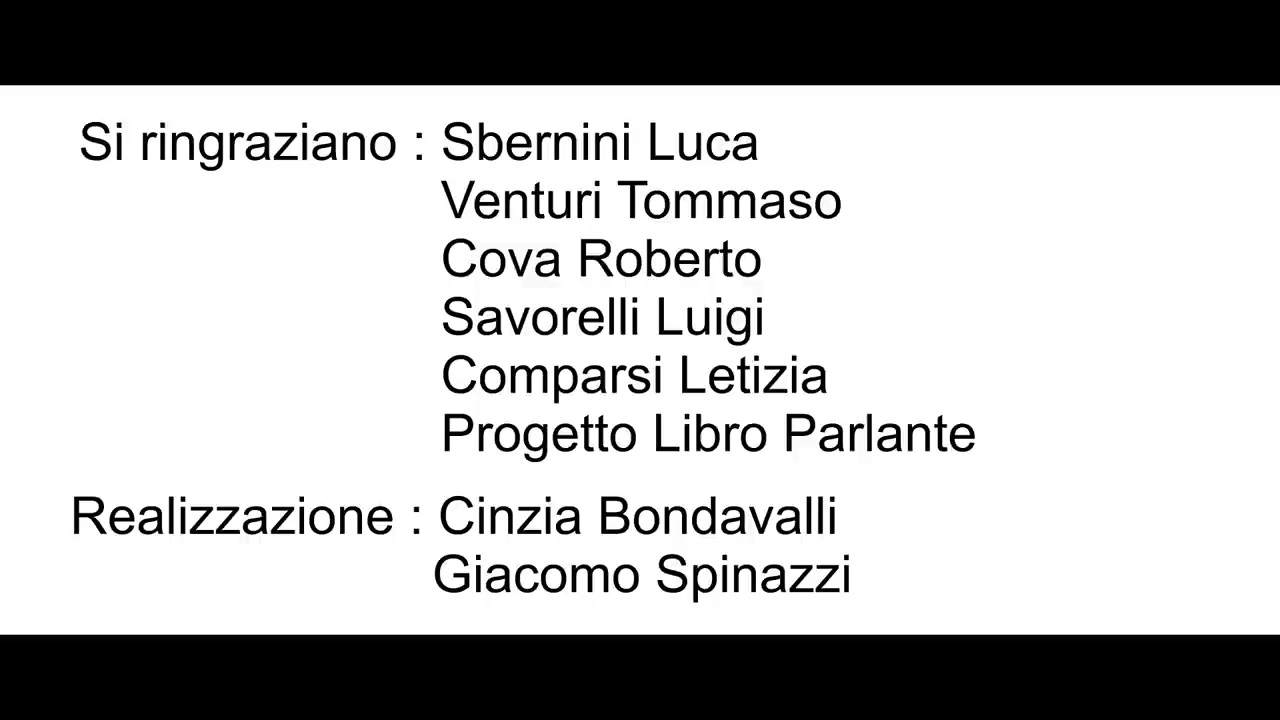 Si ringraziano : Sbernini Luca
Venturi Tommaso
Cova Roberto
Savorelli Luigi
Comparsi Letizia
Progetto Libro Parlante
Realizzazione : Cinzia Bondavalli
Giacomo Spinazzi